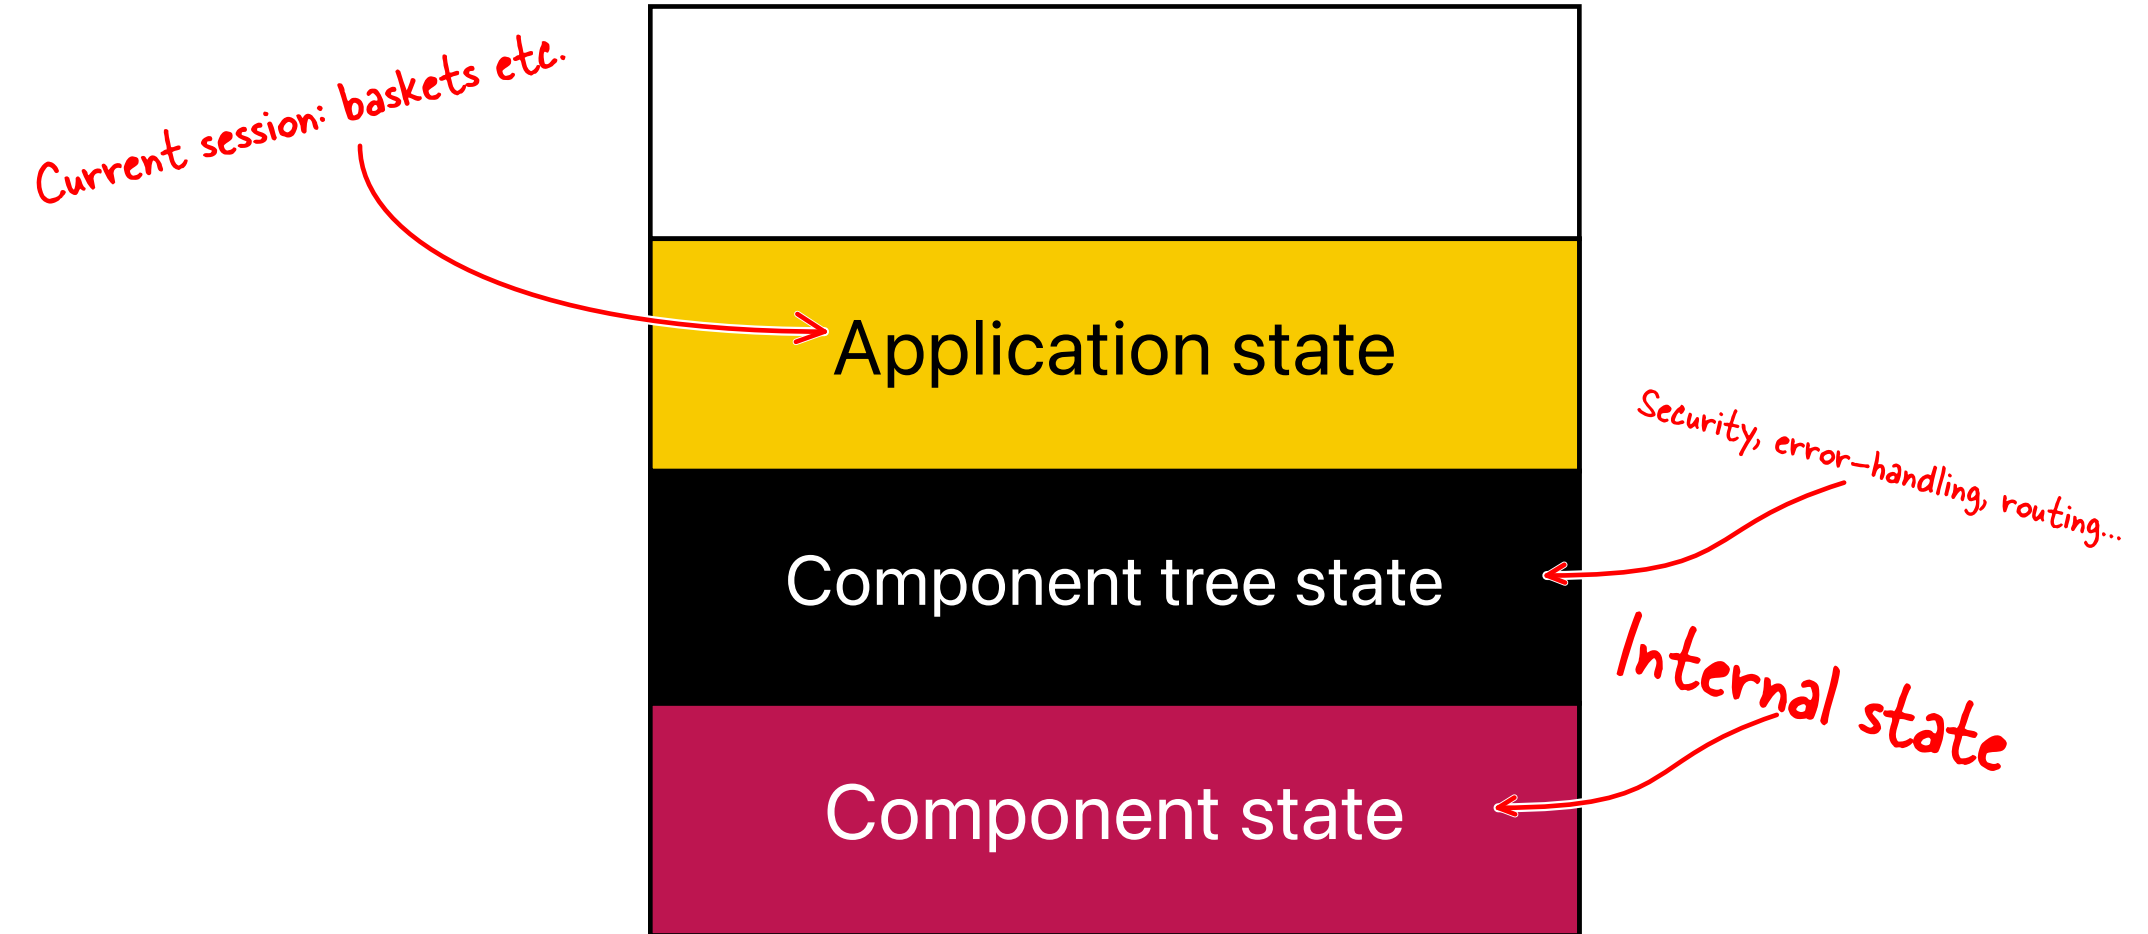 Current session: baskets etc.
Application state
Security, error-handling, routing...
Component tree state
Internal state
Component state